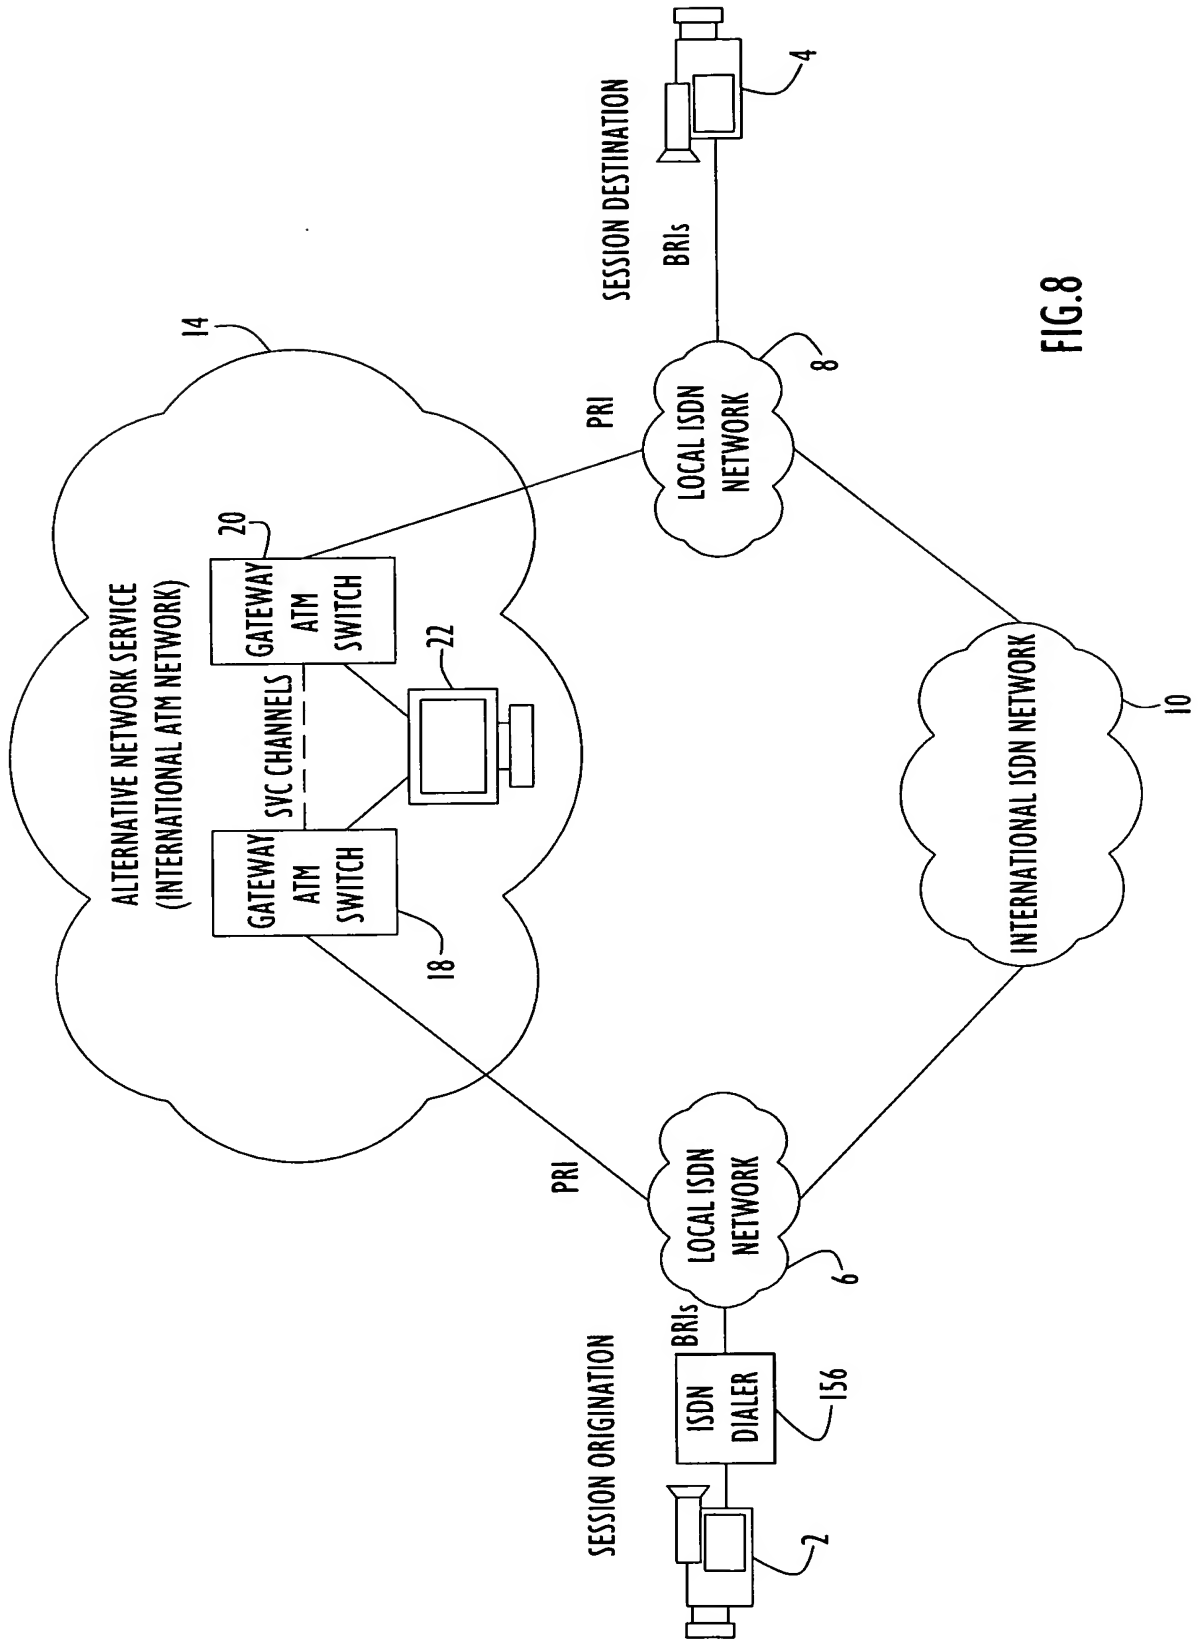 ALTERNATIVE NETWORK SERVICE
(INTERNATIONAL ATM NETWORK)
14
GATEWAY
ATM
SWITCH
18
SVC CHANNELS
GATEWAY
ATM
SWITCH
20
22
PRI
PRI
SESSION ORIGINATION
2
ISDN
DIALER
156
BRIs
LOCAL ISDN
NETWORK
6
LOCAL ISDN
NETWORK
8
SESSION DESTINATION
BRIs
4
INTERNATIONAL ISDN NETWORK
10
FIG.8